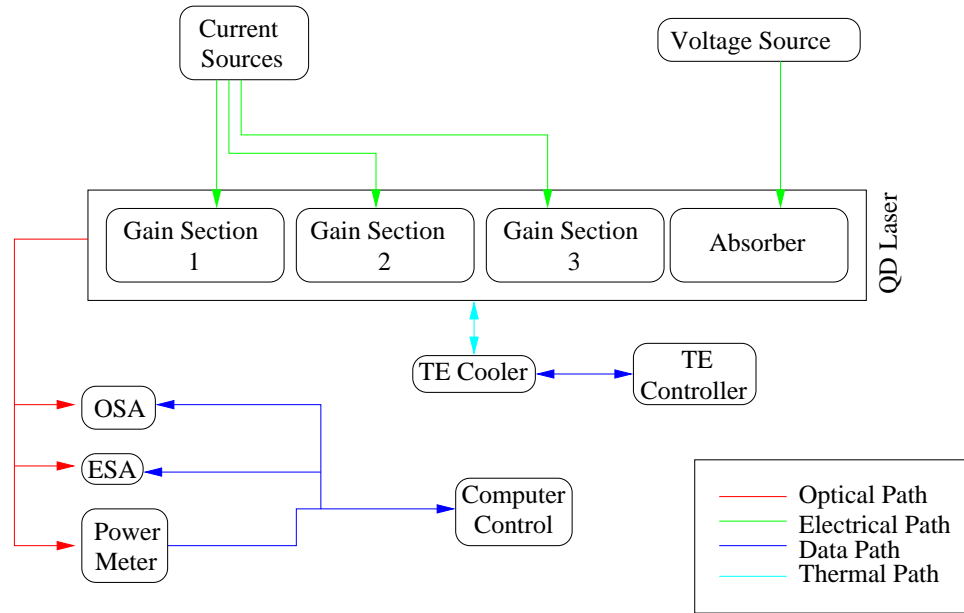 Current
Sources
Voltage Source
Gain Section
1
Gain Section
2
Gain Section
3
Absorber
QD Laser
TE Cooler
TE
Controller
OSA
ESA
Power
Meter
Computer
Control
Optical Path
Electrical Path
Data Path
Thermal Path